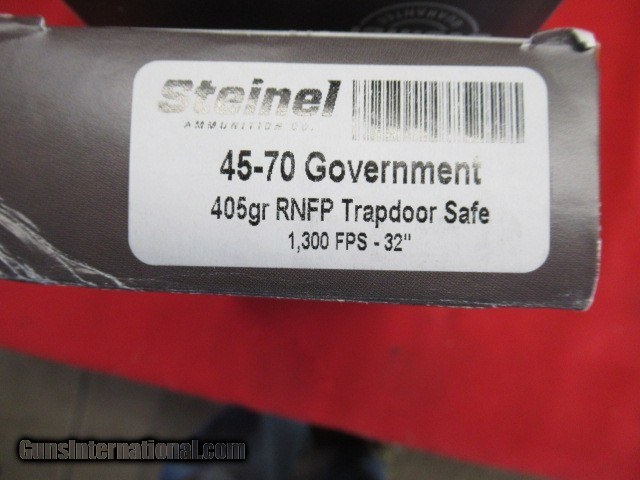 Steinel
AMMUNITION CO.
45-70 Government
405gr RNFP Trapdoor Safe
1,300 FPS - 32"
GunsInternational.com